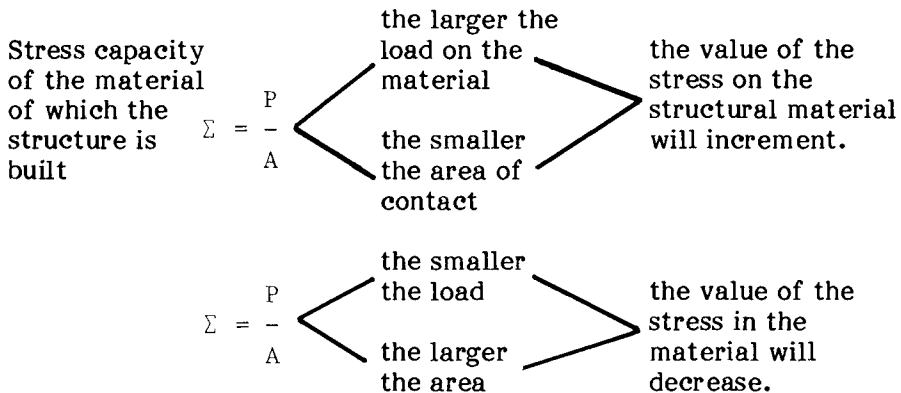 Stress capacity
of the material
of which the
structure is
built
Σ = P
–
A
the larger the
load on the
material
the smaller
the area of
contact
the value of the
stress on the
structural material
will increment.
Σ = P
–
A
the smaller
the load
the larger
the area
the value of the
stress in the
material will
decrease.